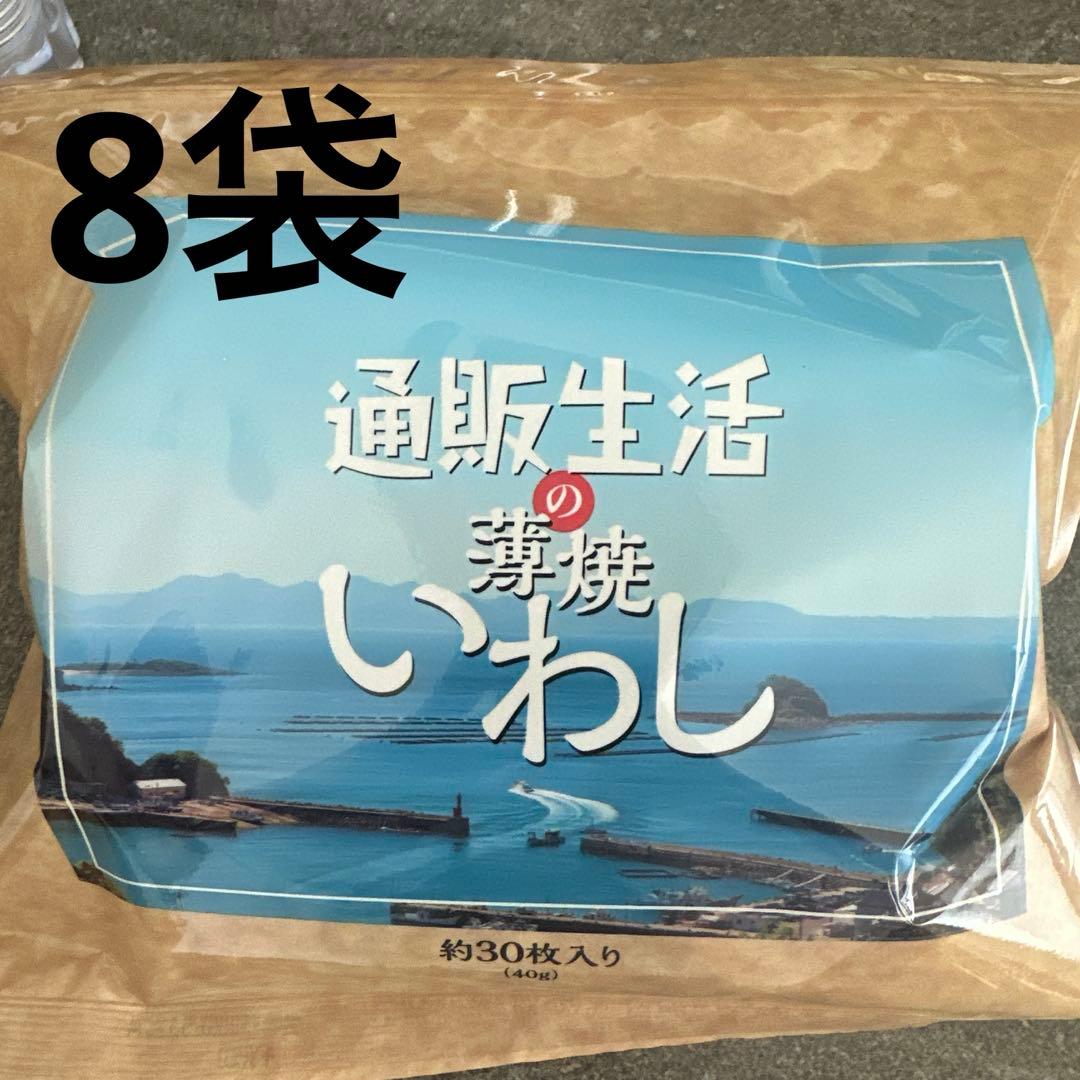 8袋
通販生活
の
薄焼
いわし
約30枚入り
(40g)